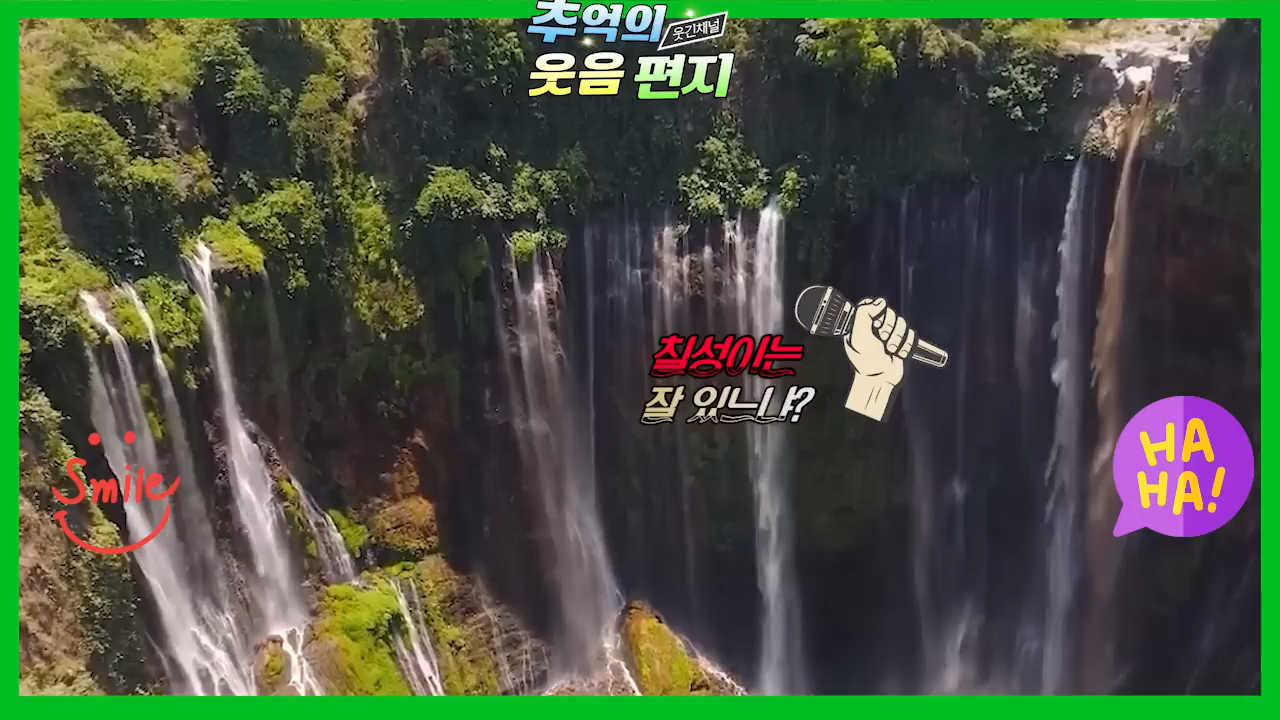 추억의
웃긴채널
웃음 편지
칠성이는
잘 있느냐?
Smile
HA
HA!